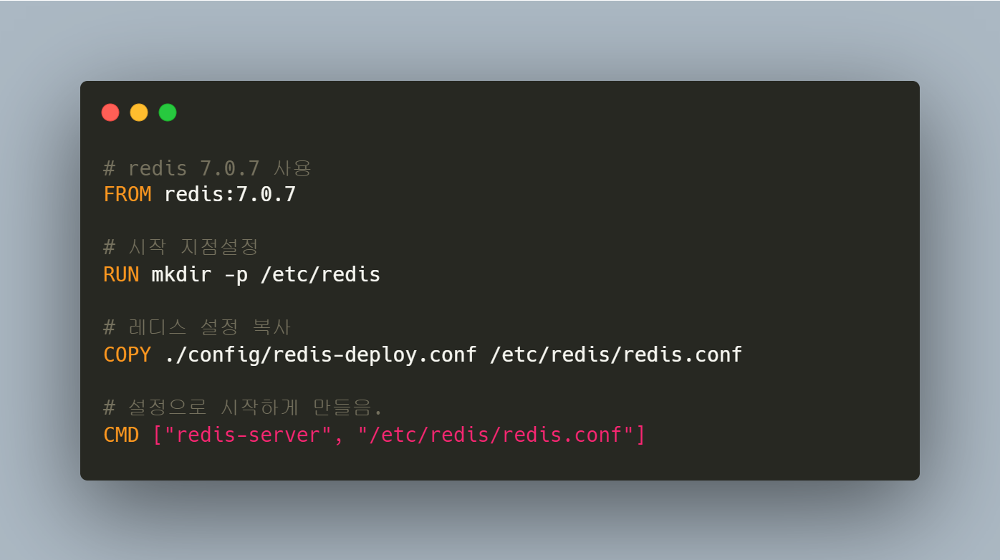 # redis 7.0.7 사용
FROM redis:7.0.7
# 시작 지점설정
RUN mkdir -p /etc/redis
# 레디스 설정 복사
COPY ./config/redis-deploy.conf /etc/redis/redis.conf
# 설정으로 시작하게 만들음.
CMD ["redis-server", "/etc/redis/redis.conf"]